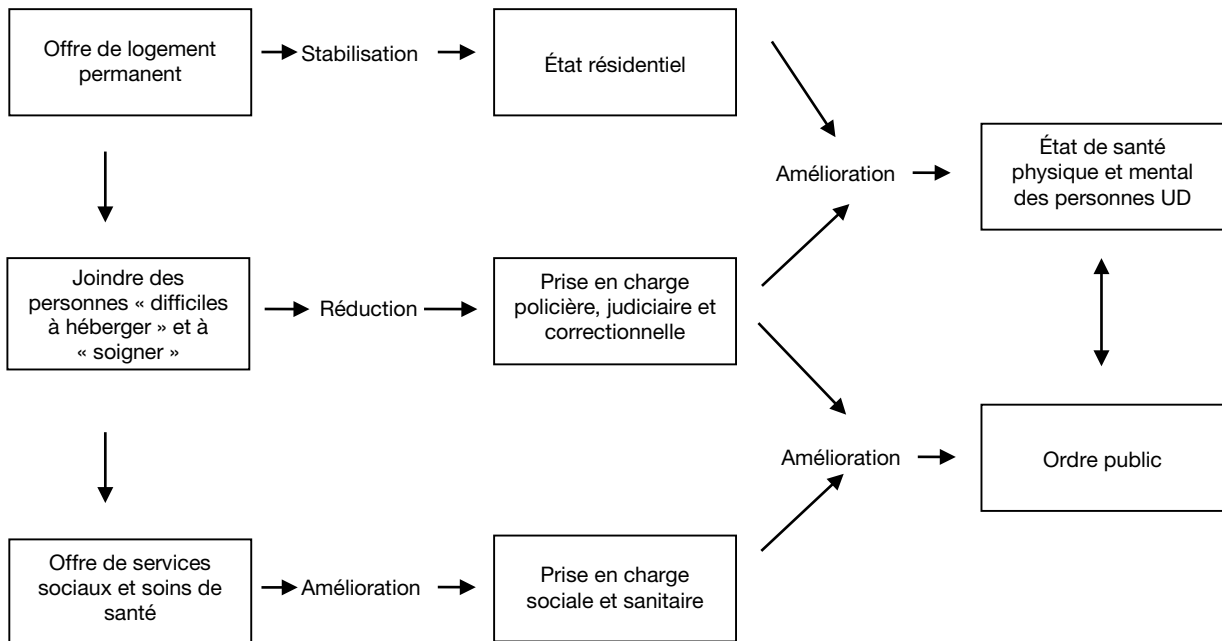 Offre de logement
permanent
Stabilisation
État résidentiel
Amélioration
État de santé
physique et mental
des personnes UD
Joindre des
personnes « difficiles
à héberger » et à
« soigner »
Réduction
Prise en charge
policière, judiciaire et
correctionnelle
Amélioration
Ordre public
Offre de services
sociaux et soins de
santé
Amélioration
Prise en charge
sociale et sanitaire